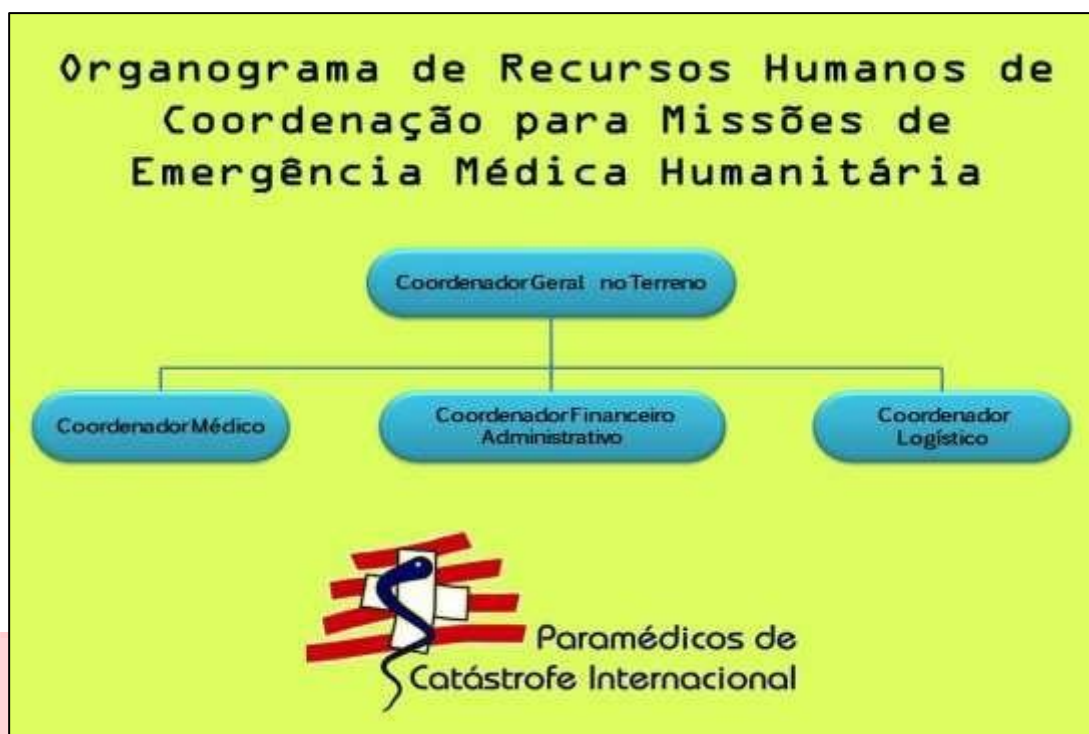 Organograma de Recursos Humanos de
Coordenação para Missões de
Emergência Médica Humanitária
Coordenador Geral no Terreno
Coordenador Médico
Coordenador Financeiro
Administrativo
Coordenador
Logístico
Paramédicos de
Catástrofe Internacional